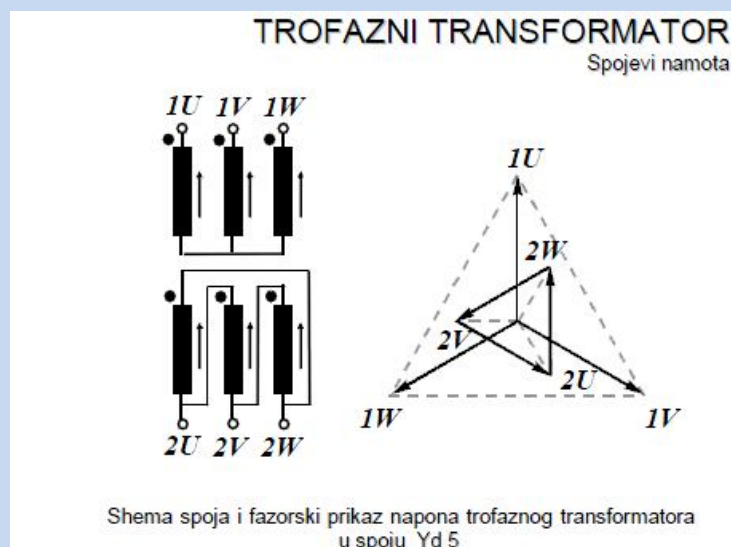 TROFAZNI TRANSFORMATOR
Spojevi namota
1U 1V 1W
2U 2V 2W
1U
2W
2V
2U
1W
1V
Shema spoja i fazorski prikaz napona trofaznog transformatora
u spoju Yd 5